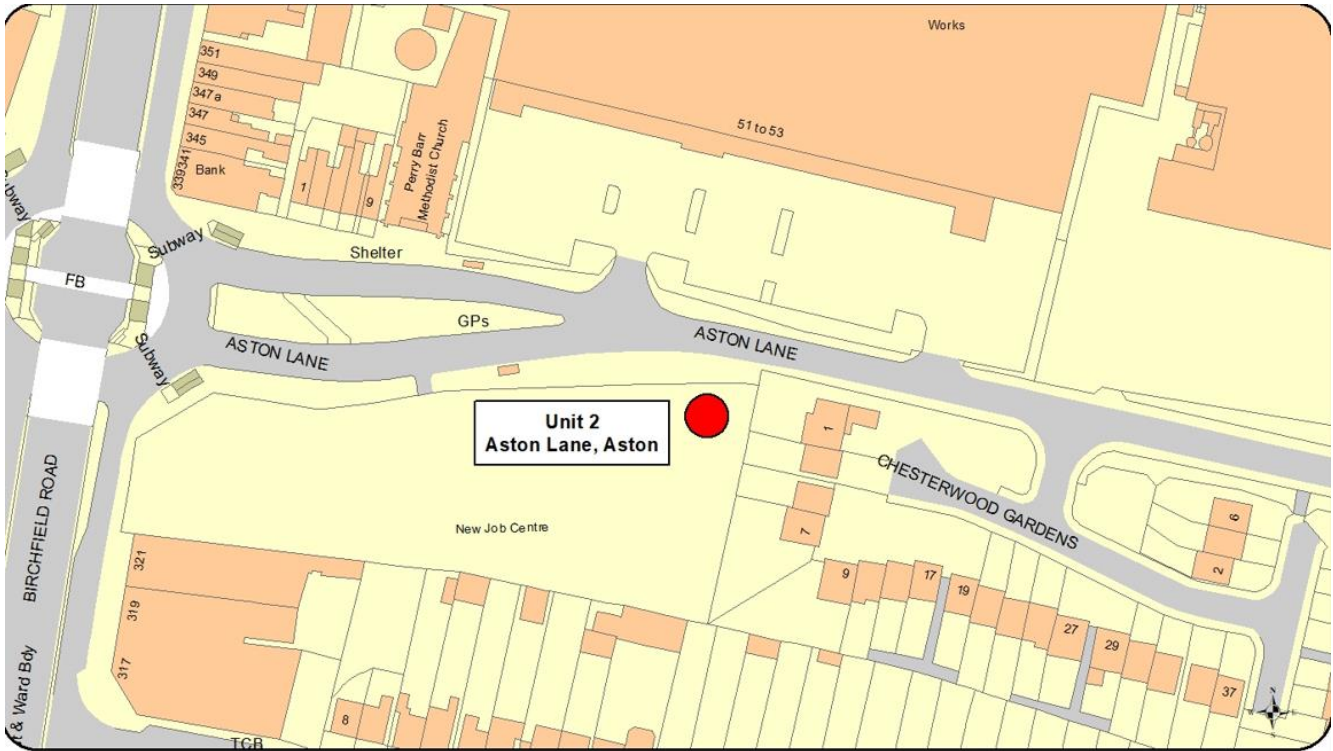 Works
351
349
347a
347
345
339341
Bank
1
9
Perry Barr
Methodist Church
51 to 53
Subway
Subway
Shelter
FB
GPs
Subway
ASTON LANE
ASTON LANE
Unit 2
Aston Lane, Aston
1
CHESTERWOOD GARDENS
BIRCHFIELD ROAD
New Job Centre
7
6
2
321
319
317
9
17
19
27
29
37
8
TCB
& Ward Bdy
N